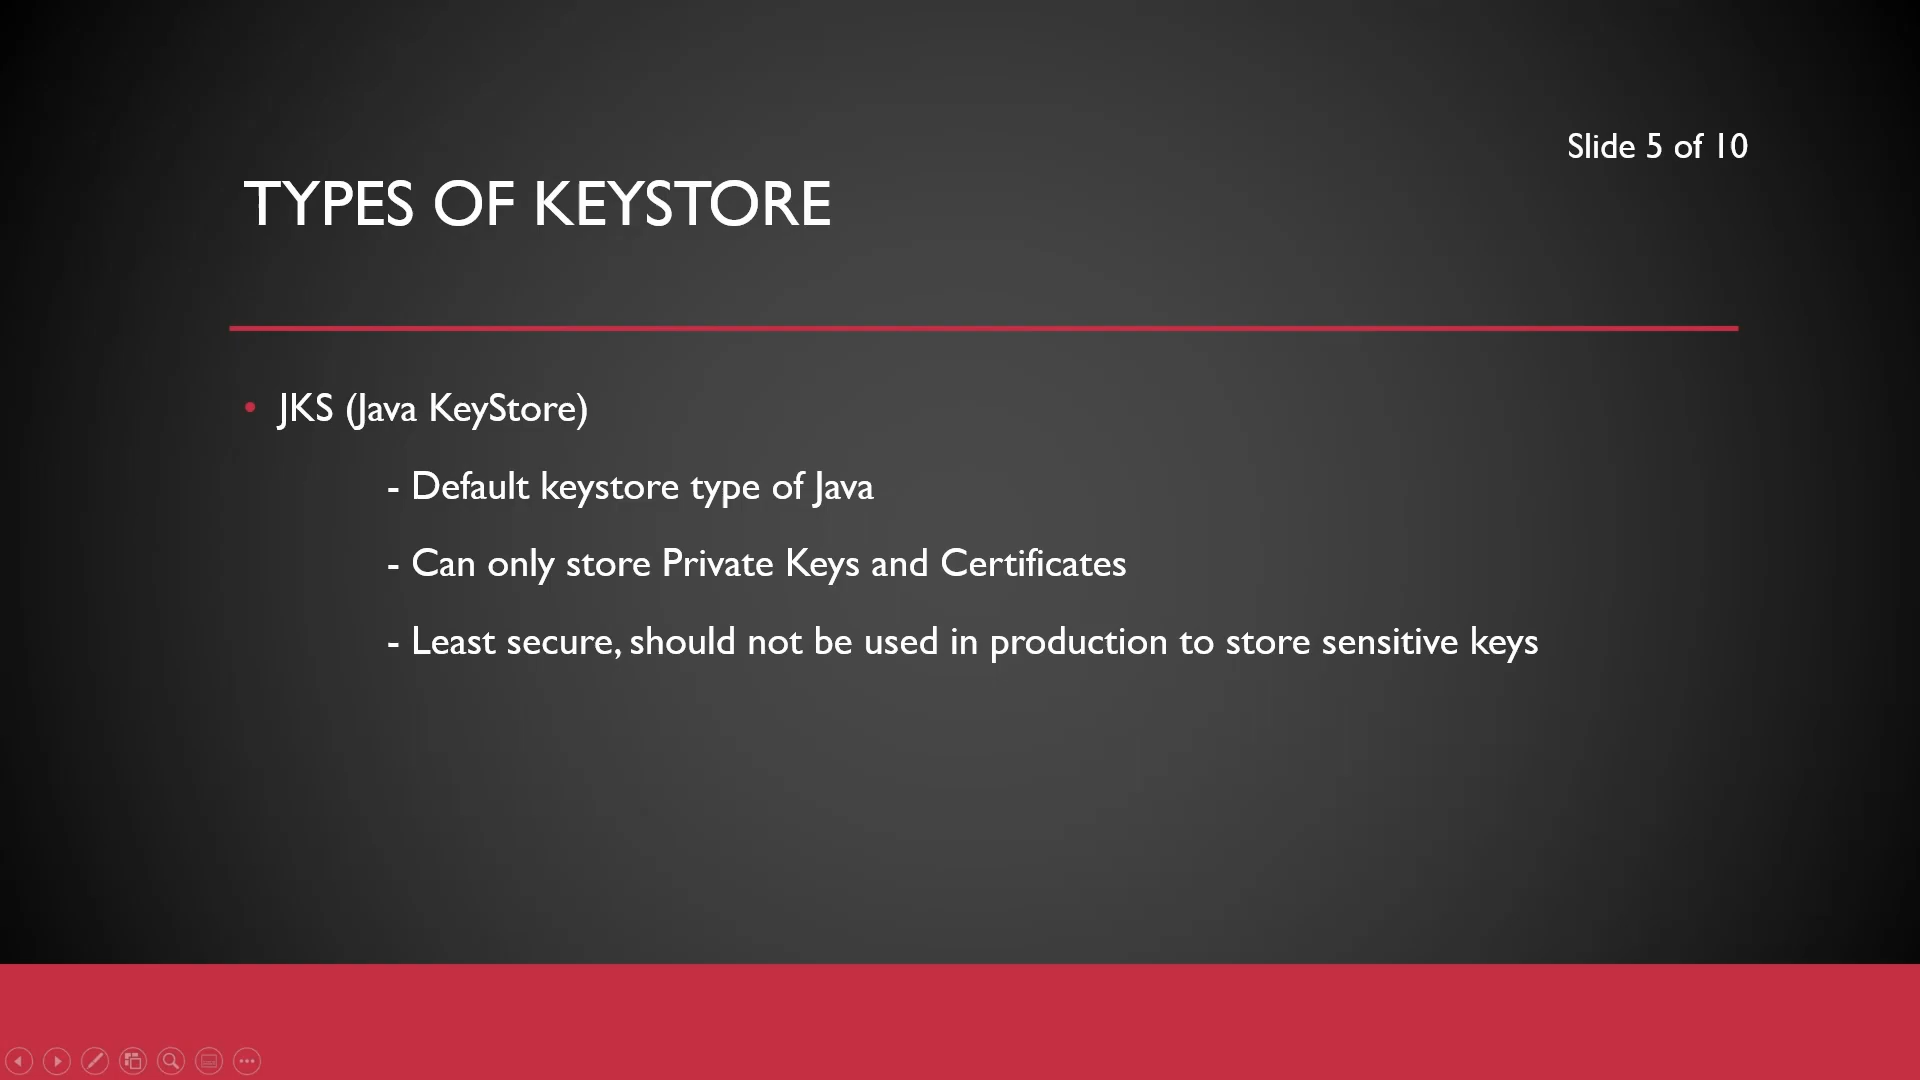 Slide 5 of 10
TYPES OF KEYSTORE
• JKS (Java KeyStore)
- Default keystore type of Java
- Can only store Private Keys and Certificates
- Least secure, should not be used in production to store sensitive keys